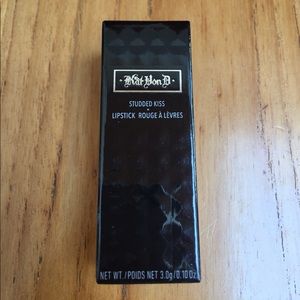 Kat Von D
STUDDED KISS
LIPSTICK ROUGE À LÈVRES
NET WT./POIDS NET 3.0g/0.10 Oz